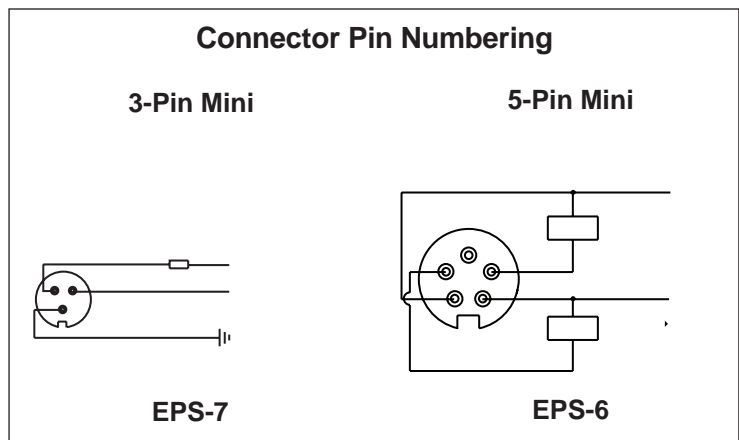 Connector Pin Numbering
3-Pin Mini
5-Pin Mini
EPS-7
EPS-6